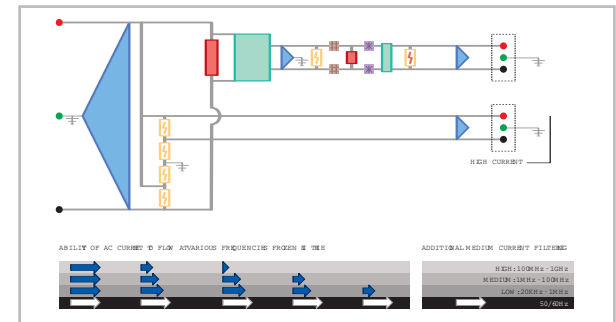 HIGH CURRENT
ABILITY OF AC CURRENT TO FLOW AT VARIOUS FREQUENCIES FROZEN IN TIME
ADDITIONAL MEDIUM CURRENT FILTERING
HIGH: 100MHz - 1GHz
MEDIUM: 1MHz - 100MHz
LOW: 20KHz - 1MHz
50/60Hz